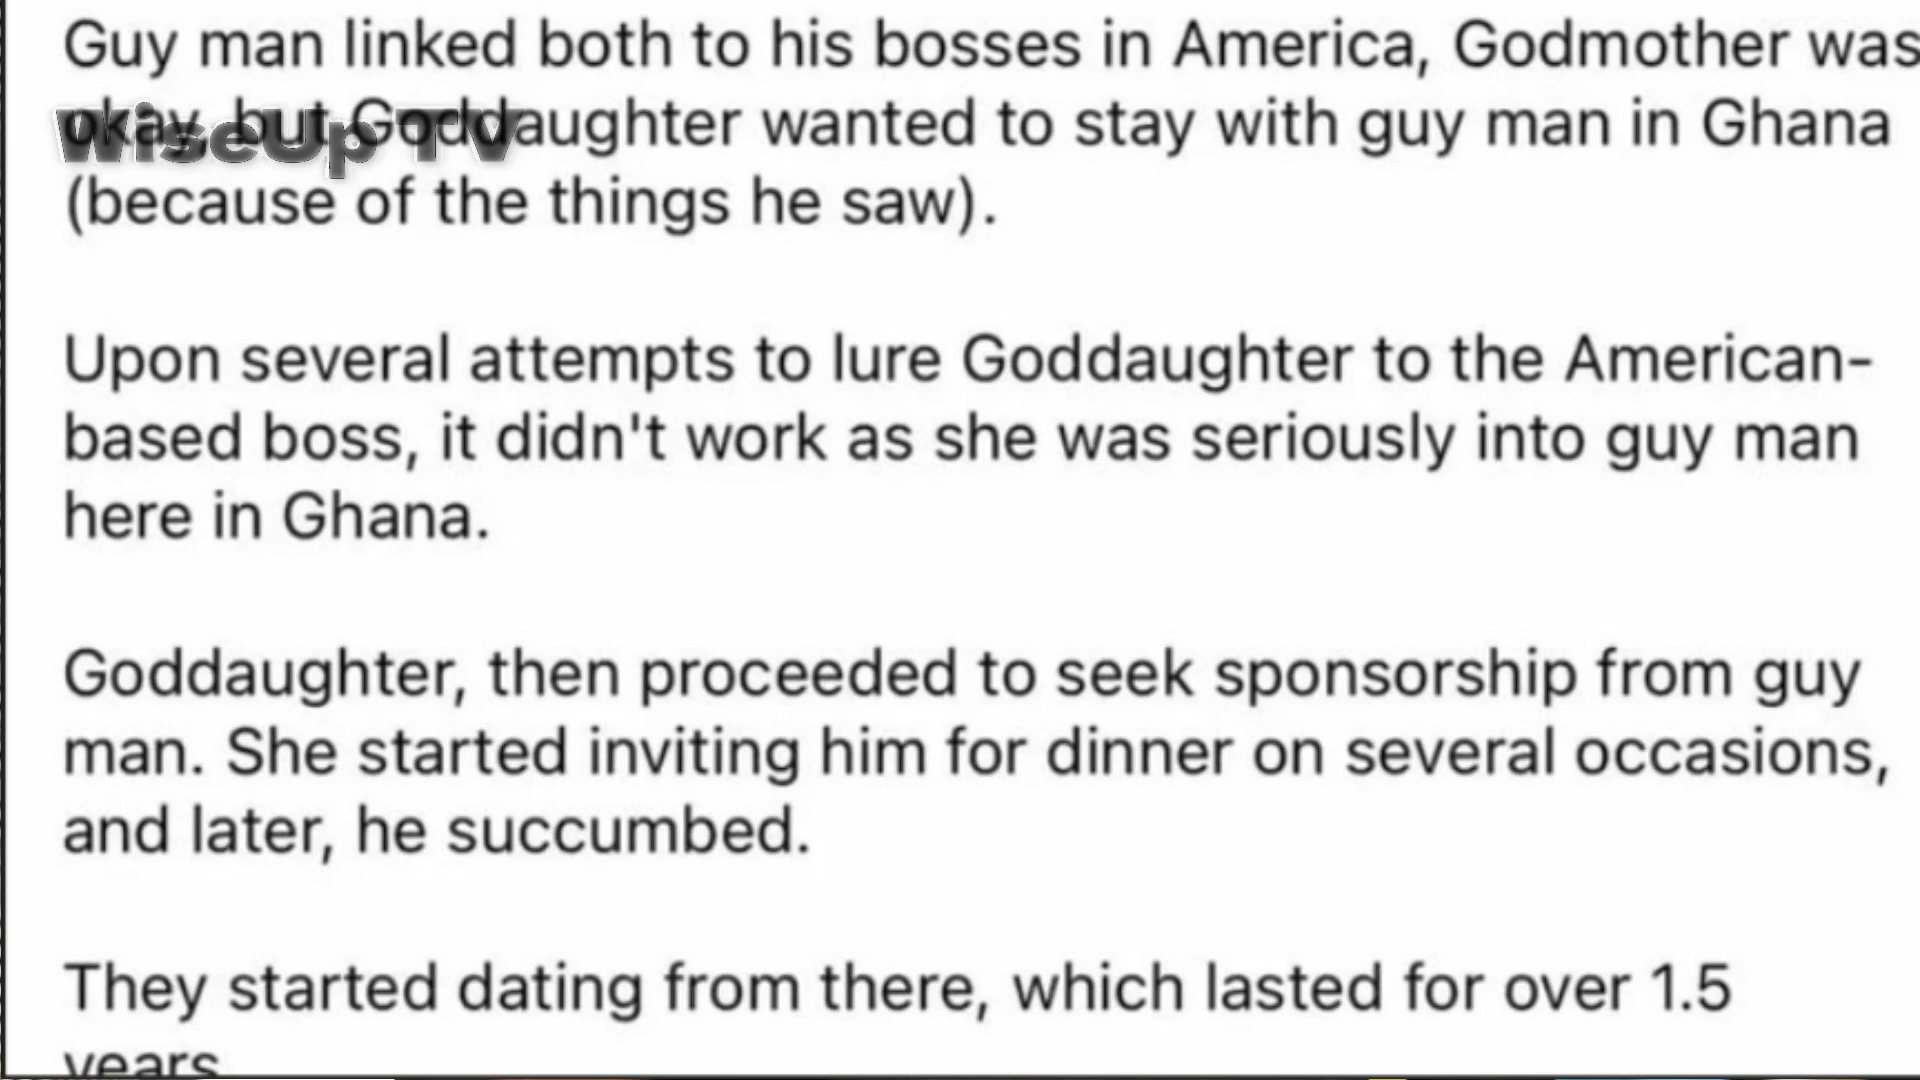 Guy man linked both to his bosses in America, Godmother was
okay, but Goddaughter wanted to stay with guy man in Ghana
WiseUp TV
(because of the things he saw).
Upon several attempts to lure Goddaughter to the American-
based boss, it didn't work as she was seriously into guy man
here in Ghana.
Goddaughter, then proceeded to seek sponsorship from guy
man. She started inviting him for dinner on several occasions,
and later, he succumbed.
They started dating from there, which lasted for over 1.5
years